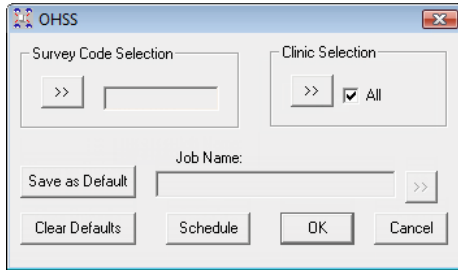 OHSS
Survey Code Selection
Clinic Selection
>>
>> All
Job Name:
Save as Default
>>
Clear Defaults Schedule OK Cancel